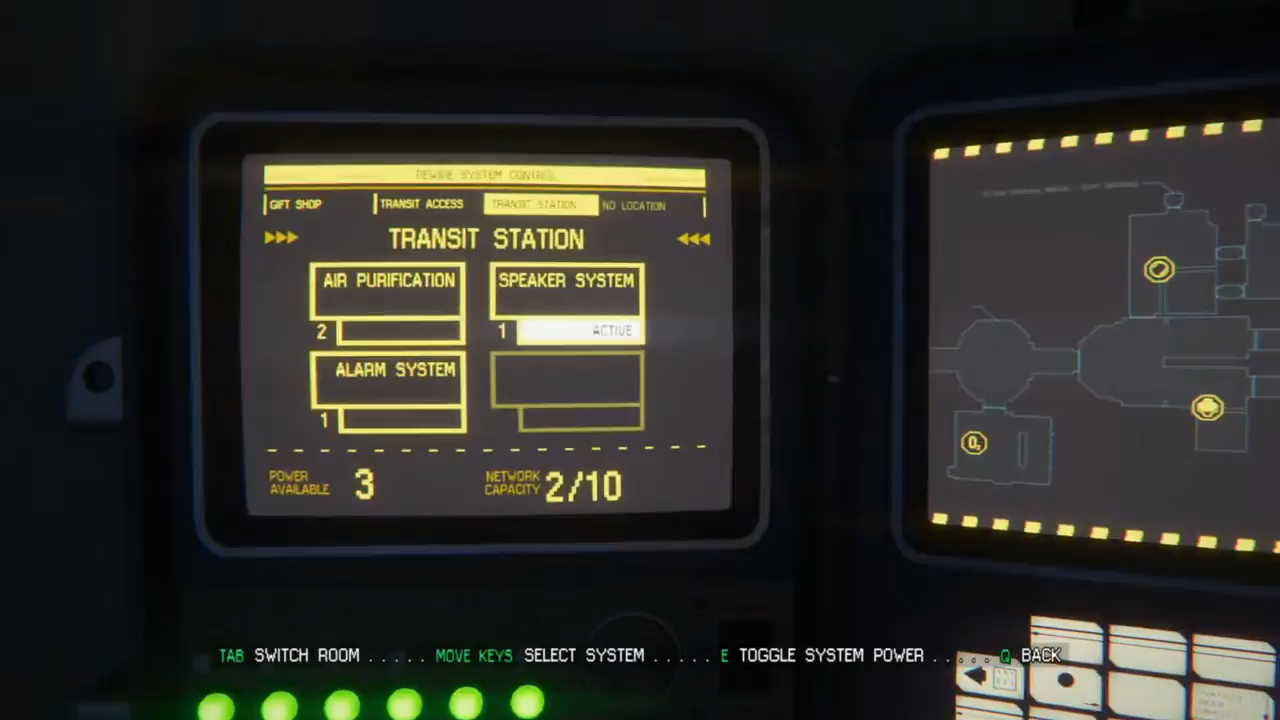 REWIRE SYSTEM CONTROL
GIFT SHOP TRANSIT ACCESS TRANSIT STATION NO LOCATION
TRANSIT STATION
AIR PURIFICATION SPEAKER SYSTEM
2 1 ACTIVE
ALARM SYSTEM
1
POWER AVAILABLE 3 NETWORK CAPACITY 2/10
O₂
TAB SWITCH ROOM ..... MOVE KEYS SELECT SYSTEM ..... E TOGGLE SYSTEM POWER ..... Q BACK